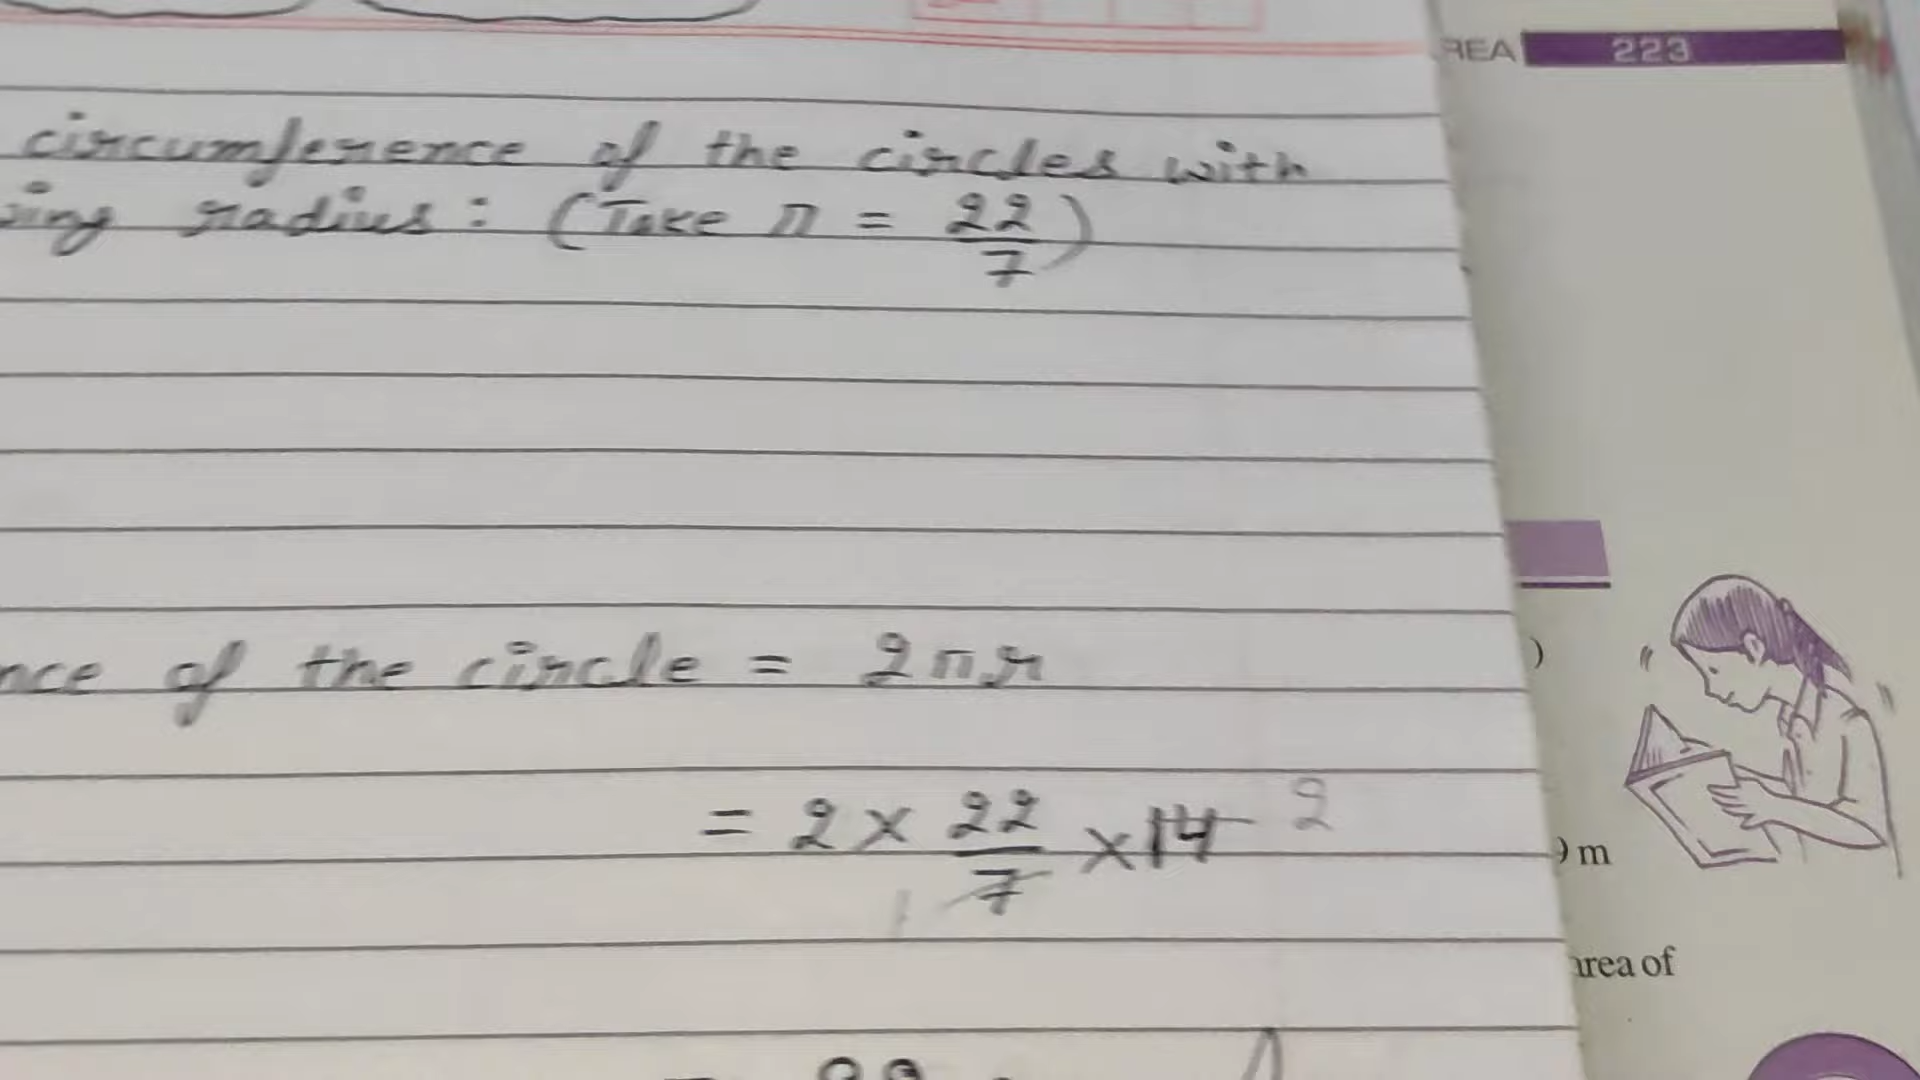 223
circumference of the circles with
radius: (Take π = 22/7)
of the circle = 2πr
= 2 × 22/7 × 14 2
1
) m
area of